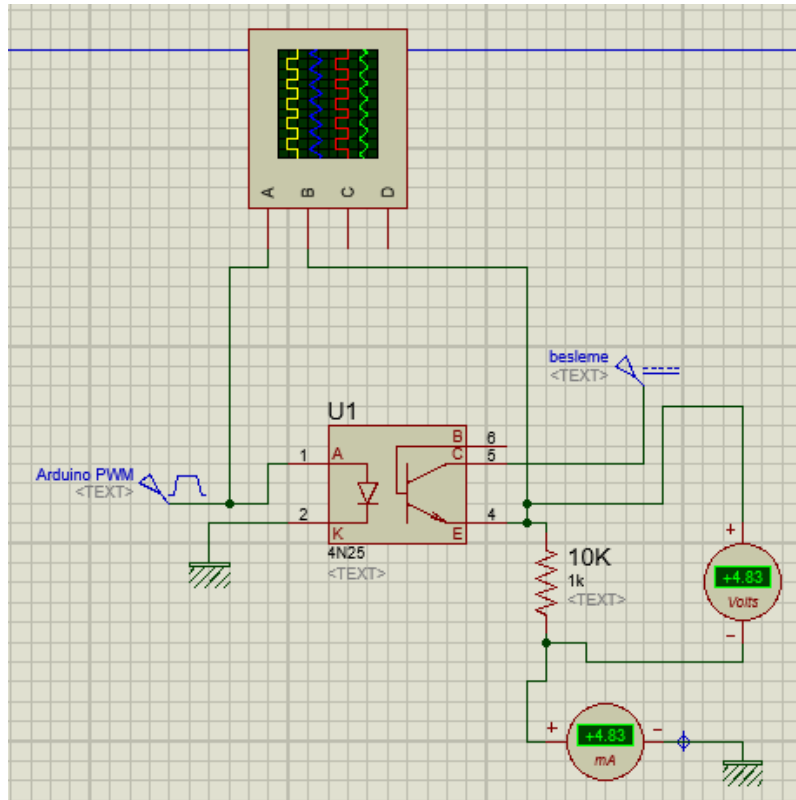 A B C D
besleme
<TEXT>
U1
Arduino PWM
<TEXT>
1 A
2 K
B 6
C 5
E 4
4N25
<TEXT>
10K
1k
<TEXT>
+
+4.83
Volts
−
+
+4.83
mA
−